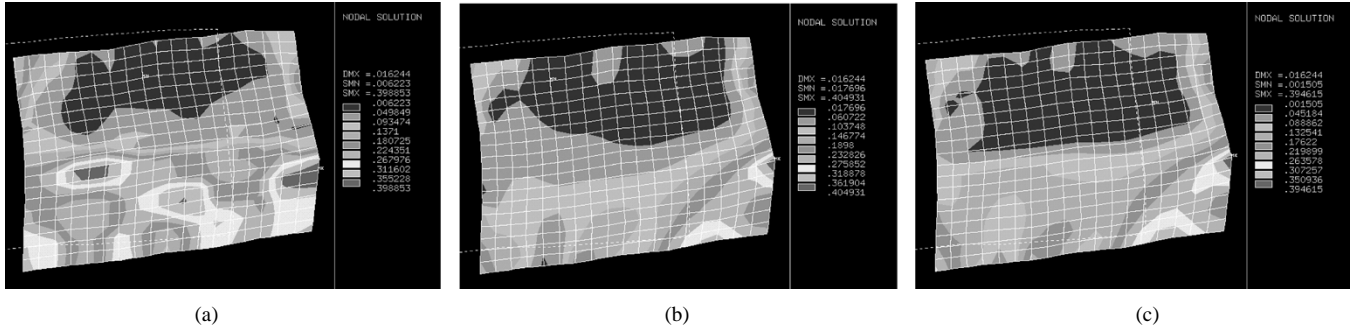 NODAL SOLUTION
DMX =.016244
SMN =.006223
SMX =.398853
.006223
.049849
.093474
.1371
.180725
.224351
.267976
.311602
.355228
.398853
(a)
NODAL SOLUTION
DMX =.016244
SMN =.017696
SMX =.404931
.017696
.060722
.103748
.146774
.1898
.232826
.275852
.318878
.361904
.404931
(b)
NODAL SOLUTION
DMX =.016244
SMN =.001505
SMX =.394615
.001505
.045184
.088862
.132541
.17622
.219899
.263578
.307257
.350936
.394615
(c)